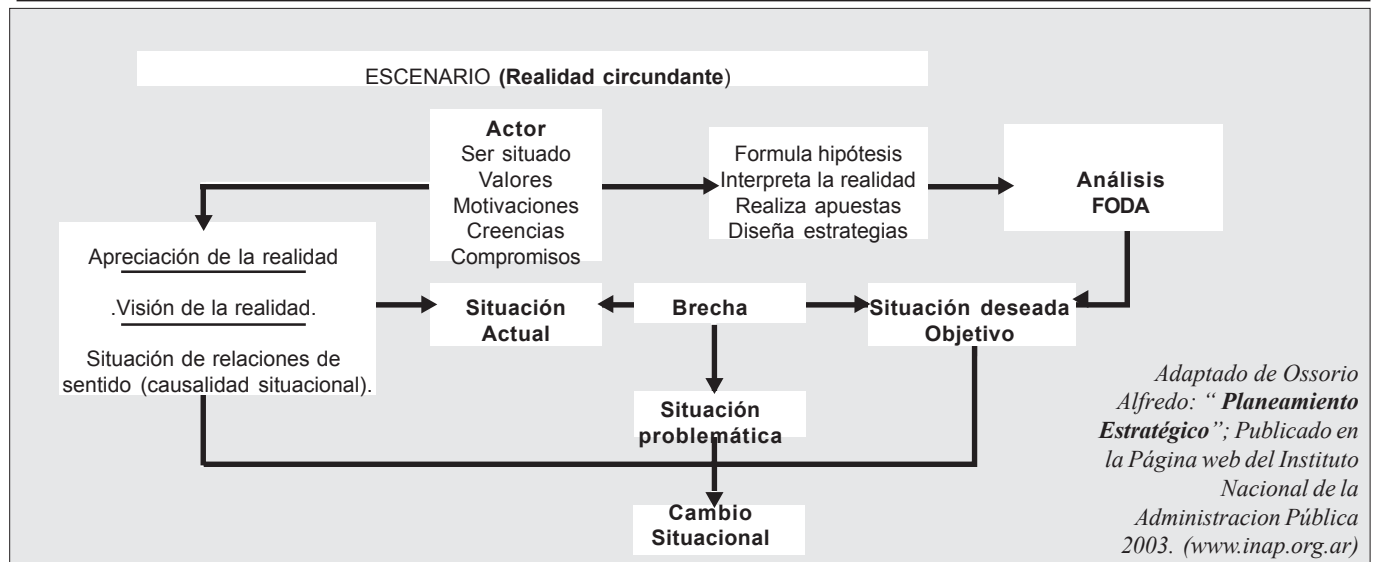 ESCENARIO (Realidad circundante)
Actor
Ser situado
Valores
Motivaciones
Creencias
Compromisos
Formula hipótesis
Interpreta la realidad
Realiza apuestas
Diseña estrategias
Análisis
FODA
Apreciación de la realidad
.Visión de la realidad.
Situación de relaciones de
sentido (causalidad situacional).
Situación
Actual
Brecha
Situación deseada
Objetivo
Situación
problemática
Cambio
Situacional
Adaptado de Ossorio
Alfredo: “ Planeamiento
Estratégico”; Publicado en
la Página web del Instituto
Nacional de la
Administracion Pública
2003. (www.inap.org.ar)